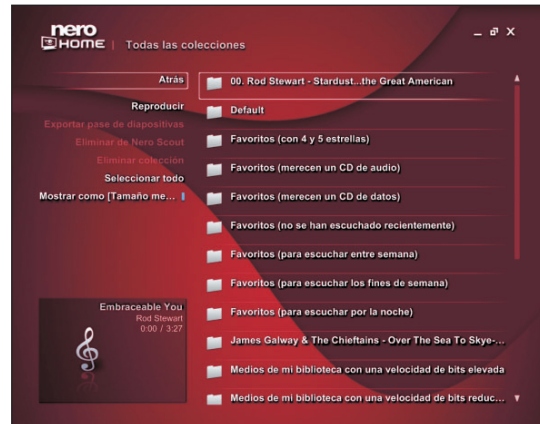 nero
HOME | Todas las colecciones
Atrás
Reproducir
Exportar pase de diapositivas
Eliminar de Nero Scout
Eliminar colección
Seleccionar todo
Mostrar como [Tamaño me...
00. Rod Stewart - Stardust...the Great American
Default
Favoritos (con 4 y 5 estrellas)
Favoritos (merecen un CD de audio)
Favoritos (merecen un CD de datos)
Favoritos (no se han escuchado recientemente)
Favoritos (para escuchar entre semana)
Favoritos (para escuchar los fines de semana)
Favoritos (para escuchar por la noche)
James Galway & The Chieftains - Over The Sea To Skye-...
Medios de mi biblioteca con una velocidad de bits elevada
Medios de mi biblioteca con una velocidad de bits reduc...
Embraceable You
Rod Stewart
0:00 / 3:27